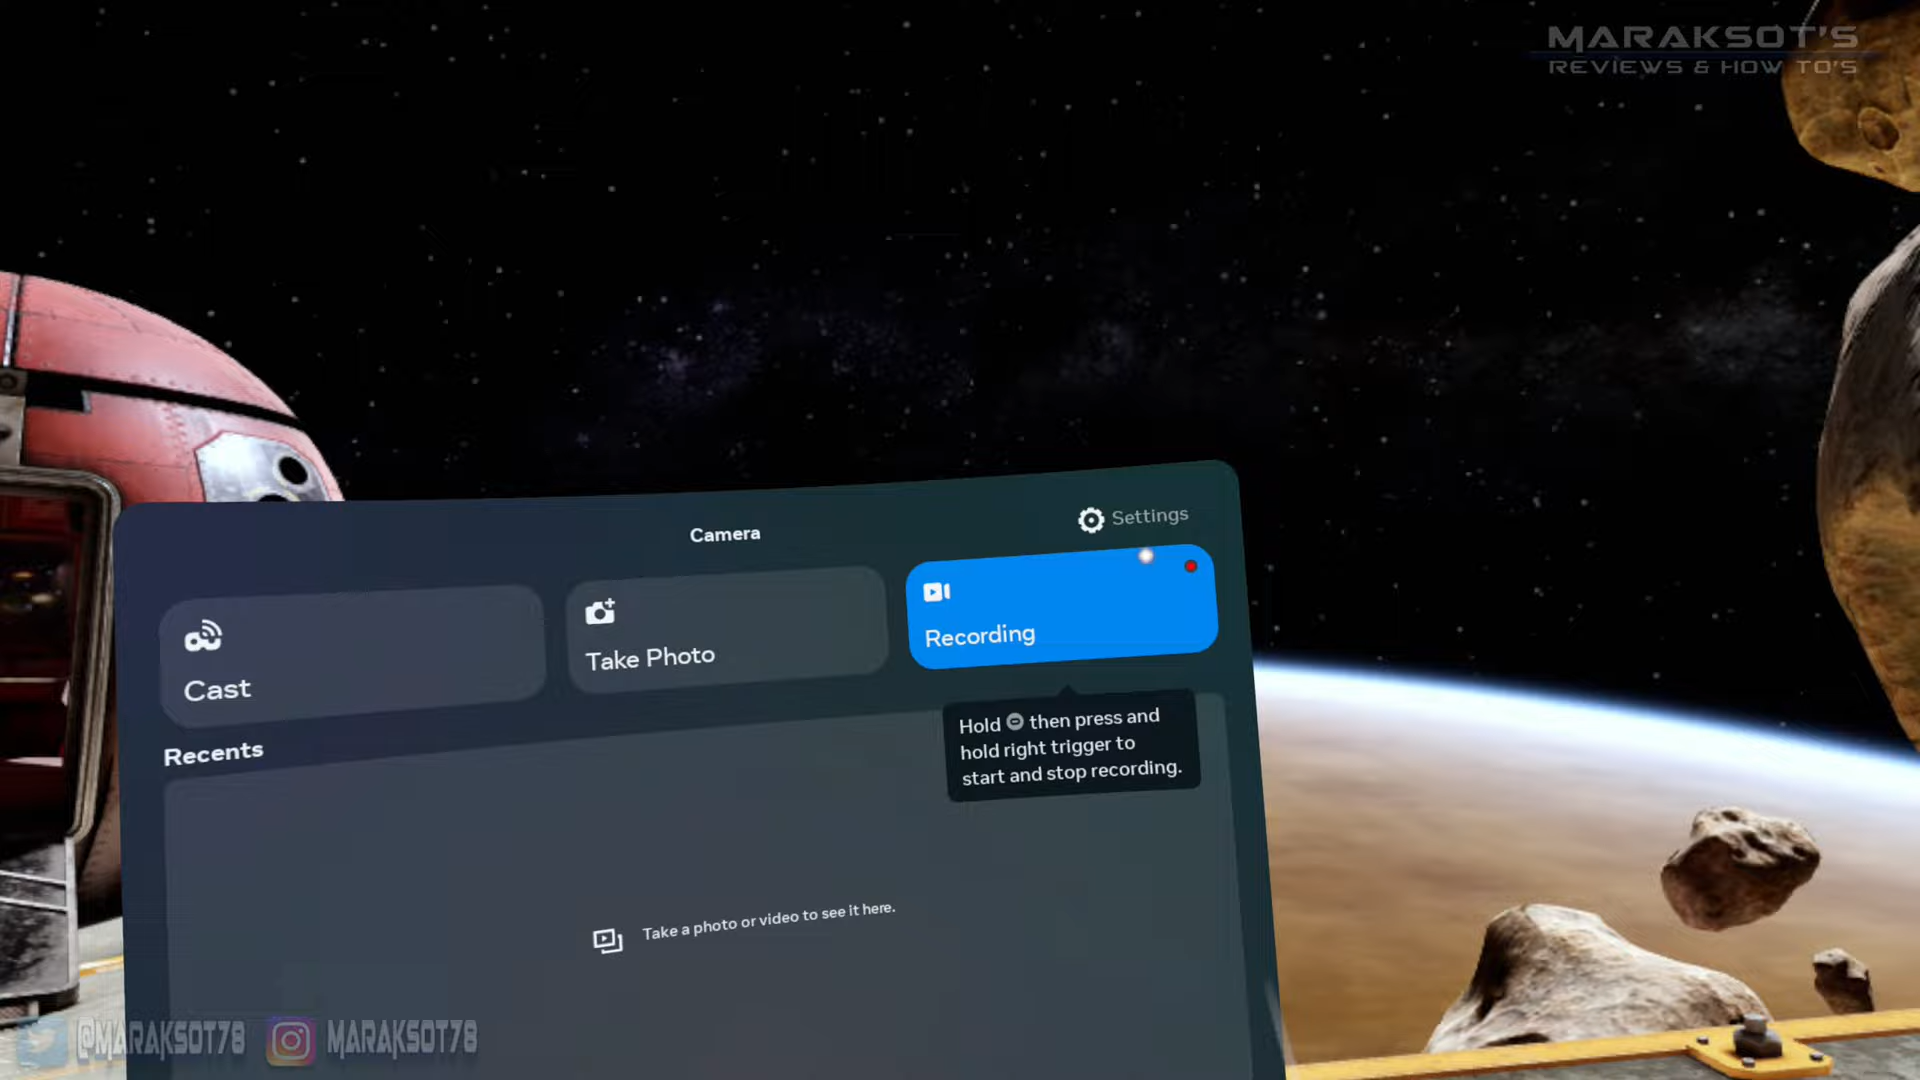 MARAKSOT'S
REVIEWS & HOW TO'S
Camera
Settings
Cast
Take Photo
Recording
Recents
Hold then press and
hold right trigger to
start and stop recording.
Take a photo or video to see it here.
@MARAKSOT78
MARAKSOT78